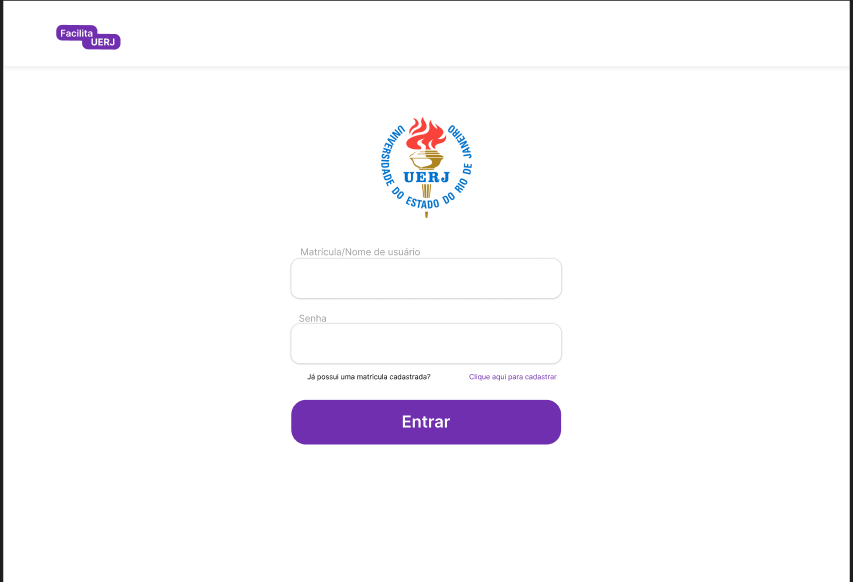 Facilita
UERJ
UNIVERSIDADE DO ESTADO DO RIO DE JANEIRO
UERJ
Matrícula/Nome de usuário
Senha
Já possui uma matrícula cadastrada?
Clique aqui para cadastrar
Entrar